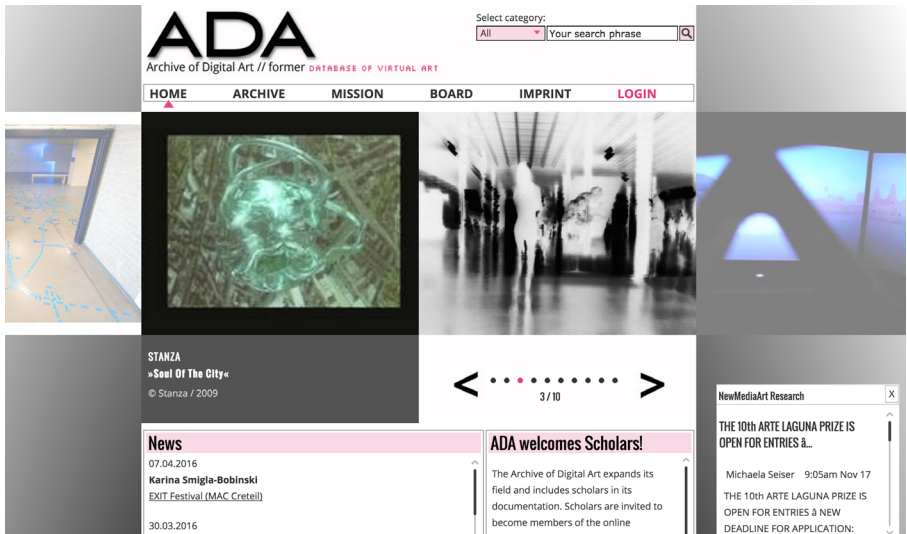 Select category:
All
Your search phrase
ADA
Archive of Digital Art // former DATABASE OF VIRTUAL ART
HOME ARCHIVE MISSION BOARD IMPRINT LOGIN
STANZA
»Soul Of The City«
© Stanza / 2009
< >
3 / 10
News
07.04.2016
Karina Smigla-Bobinski
EXIT Festival (MAC Creteil)
30.03.2016
ADA welcomes Scholars!
The Archive of Digital Art expands its
field and includes scholars in its
documentation. Scholars are invited to
become members of the online
NewMediaArt Research X
THE 10th ARTE LAGUNA PRIZE IS
OPEN FOR ENTRIES â...
Michaela Seiser 9:05am Nov 17
THE 10th ARTE LAGUNA PRIZE IS
OPEN FOR ENTRIES â NEW
DEADLINE FOR APPLICATION: